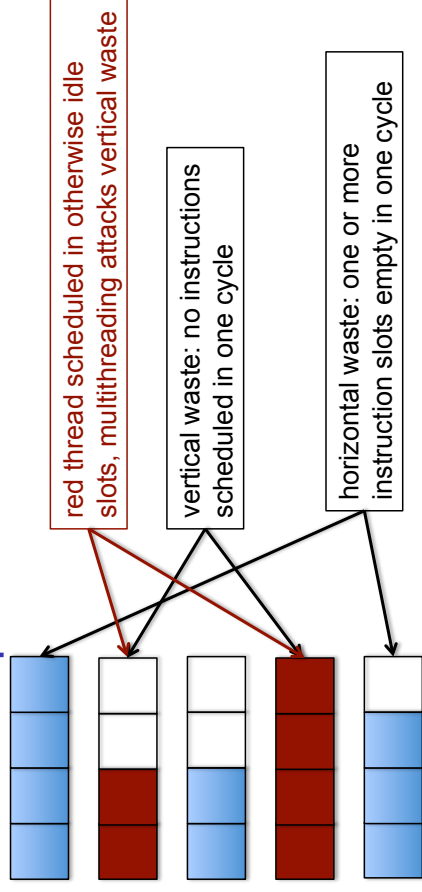 red thread scheduled in otherwise idle
slots, multithreading attacks vertical waste
vertical waste: no instructions
scheduled in one cycle
horizontal waste: one or more
instruction slots empty in one cycle